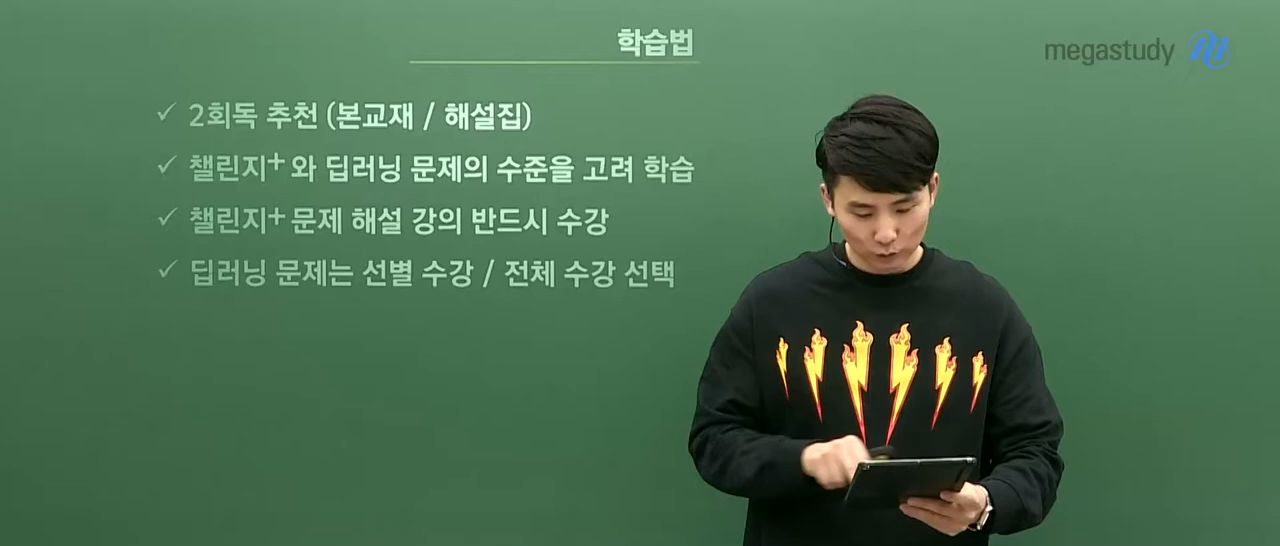 학습법
megastudy
✓ 2회독 추천 (본교재 / 해설집)
✓ 챌린지+ 와 딥러닝 문제의 수준을 고려 학습
✓ 챌린지+ 문제 해설 강의 반드시 수강
✓ 딥러닝 문제는 선별 수강 / 전체 수강 선택